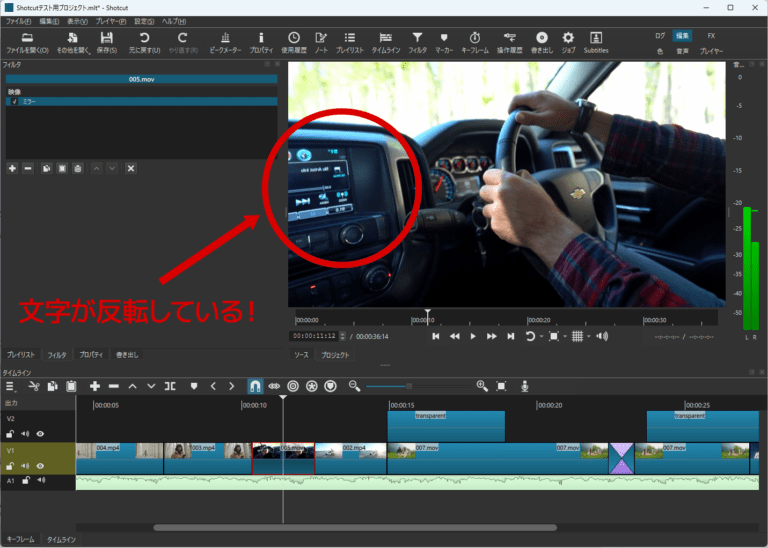 Shotcutテスト用プロジェクト.mlt* - Shotcut
ファイル(F) 編集(E) 表示(V) プレイヤー(P) 設定(S) ヘルプ(H)
ファイルを開く(O) その他を開く 保存(S) 元に戻す(U) やり直す(R) ピークメーター プロパティ 使用履歴 ノート プレイリスト タイムライン フィルタ マーカー キーフレーム 操作履歴 書き出し ジョブ Subtitles
ログ 編集 FX
色 音声 プレイヤー
フィルタ
音...
005.mov
映像
ミラー
0
-5
-10
-15
-20
-25
-30
-35
-40
-45
-50
L R
文字が反転している!
00:00:00 00:00:10 00:00:20 00:00:30
00:00:11:12 / 00:00:36:14 --:--:--:-- / --:--:--:--
プレイリスト フィルタ プロパティ 書き出し
ソース プロジェクト
タイムライン
出力
00:00:05 00:00:10 00:00:15 00:00:20 00:00:25
V2
transparent transparent
V1
004.mp4 003.mp4 005.mov 002.mp4 007.mov 007.mov 007.mov
A1
キーフレーム タイムライン